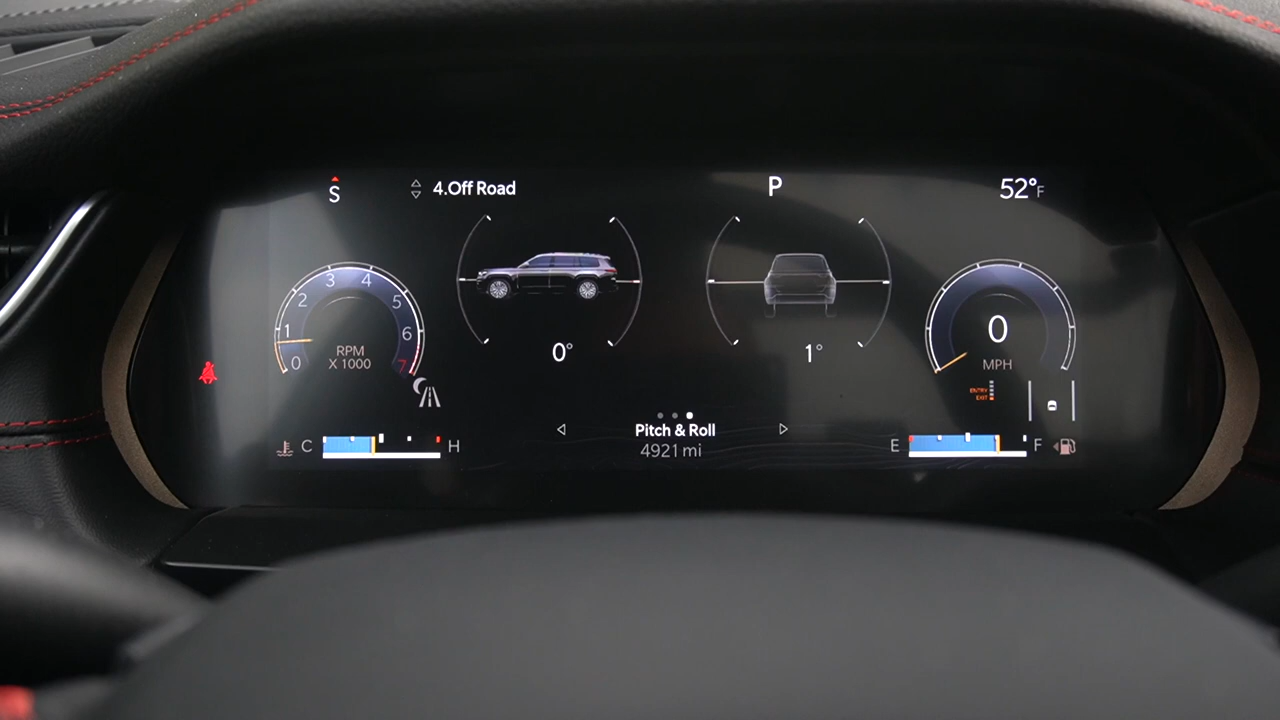 S
4.Off Road
P
52°F
0 1 2 3 4 5 6 7
RPM
X 1000
0°
1°
0
MPH
ENTRY
EXIT
C H
Pitch & Roll
4921 mi
E F